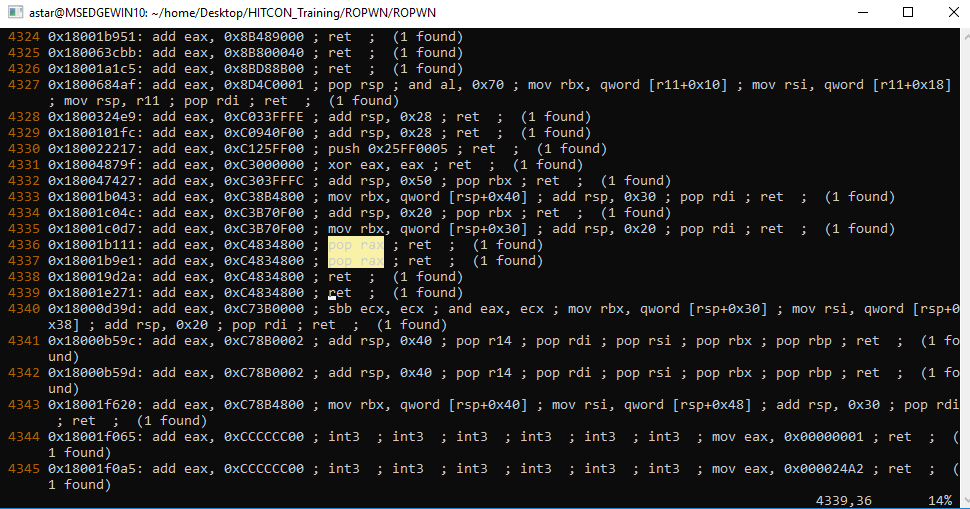 astar@MSEDGEWIN10: ~/home/Desktop/HITCON_Training/ROPWN/ROPWN
4324 0x18001b951: add eax, 0x8B489000 ; ret  ;  (1 found)
4325 0x180063cbb: add eax, 0x8B800040 ; ret  ;  (1 found)
4326 0x18001a1c5: add eax, 0x8BD88B00 ; ret  ;  (1 found)
4327 0x1800684af: add eax, 0x8D4C0001 ; pop rsp ; and al, 0x70 ; mov rbx, qword [r11+0x10] ; mov rsi, qword [r11+0x18]
; mov rsp, r11 ; pop rdi ; ret  ;  (1 found)
4328 0x1800324e9: add eax, 0xC033FFFE ; add rsp, 0x28 ; ret  ;  (1 found)
4329 0x1800101fc: add eax, 0xC0940F00 ; add rsp, 0x28 ; ret  ;  (1 found)
4330 0x180022217: add eax, 0xC125FF00 ; push 0x25FF0005 ; ret  ;  (1 found)
4331 0x18004879f: add eax, 0xC3000000 ; xor eax, eax ; ret  ;  (1 found)
4332 0x180047427: add eax, 0xC303FFFC ; add rsp, 0x50 ; pop rbx ; ret  ;  (1 found)
4333 0x18001b043: add eax, 0xC38B4800 ; mov rbx, qword [rsp+0x40] ; add rsp, 0x30 ; pop rdi ; ret  ;  (1 found)
4334 0x18001c04c: add eax, 0xC3B70F00 ; add rsp, 0x20 ; pop rbx ; ret  ;  (1 found)
4335 0x18001c0d7: add eax, 0xC3B70F00 ; mov rbx, qword [rsp+0x30] ; add rsp, 0x20 ; pop rdi ; ret  ;  (1 found)
4336 0x18001b111: add eax, 0xC4834800 ; pop rax ; ret  ;  (1 found)
4337 0x18001b9e1: add eax, 0xC4834800 ; pop rax ; ret  ;  (1 found)
4338 0x180019d2a: add eax, 0xC4834800 ; ret  ;  (1 found)
4339 0x18001e271: add eax, 0xC4834800 ; ret  ;  (1 found)
4340 0x18000d39d: add eax, 0xC73B0000 ; sbb ecx, ecx ; and eax, ecx ; mov rbx, qword [rsp+0x30] ; mov rsi, qword [rsp+0
x38] ; add rsp, 0x20 ; pop rdi ; ret  ;  (1 found)
4341 0x18000b59c: add eax, 0xC78B0002 ; add rsp, 0x40 ; pop r14 ; pop rdi ; pop rsi ; pop rbx ; pop rbp ; ret  ;  (1 fo
und)
4342 0x18000b59d: add eax, 0xC78B0002 ; add rsp, 0x40 ; pop r14 ; pop rdi ; pop rsi ; pop rbx ; pop rbp ; ret  ;  (1 fo
und)
4343 0x18001f620: add eax, 0xC78B4800 ; mov rbx, qword [rsp+0x40] ; mov rsi, qword [rsp+0x48] ; add rsp, 0x30 ; pop rdi
; ret  ;  (1 found)
4344 0x18001f065: add eax, 0xCCCCCC00 ; int3  ; int3  ; int3  ; int3  ; int3  ; int3  ; mov eax, 0x00000001 ; ret  ;  (
1 found)
4345 0x18001f0a5: add eax, 0xCCCCCC00 ; int3  ; int3  ; int3  ; int3  ; int3  ; int3  ; mov eax, 0x000024A2 ; ret  ;  (
1 found)
4339,36 14%